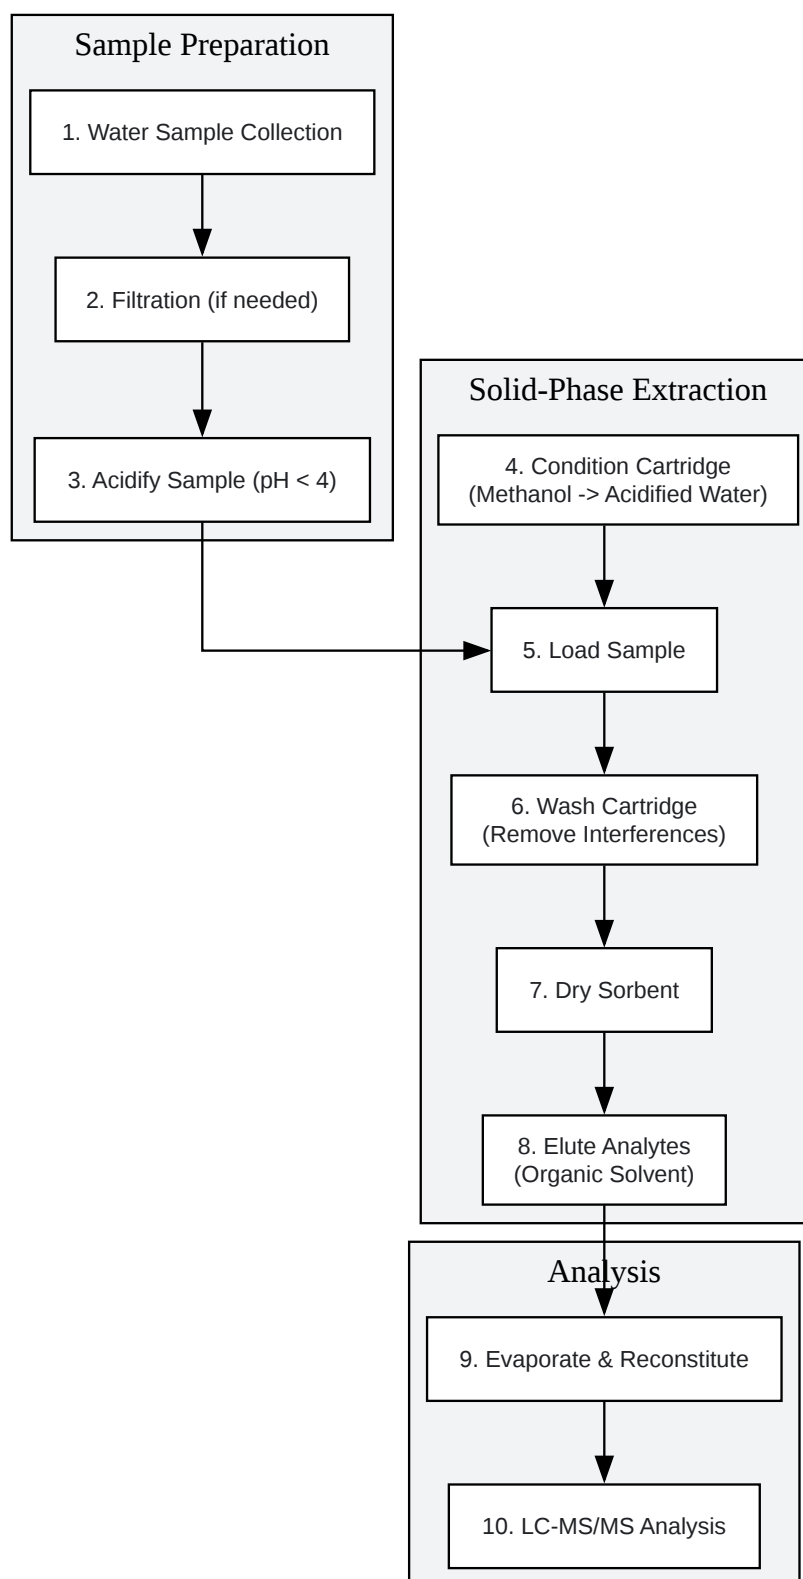 Sample Preparation
1. Water Sample Collection
2. Filtration (if needed)
3. Acidify Sample (pH < 4)
Solid-Phase Extraction
4. Condition Cartridge
(Methanol -> Acidified Water)
5. Load Sample
6. Wash Cartridge
(Remove Interferences)
7. Dry Sorbent
8. Elute Analytes
(Organic Solvent)
Analysis
9. Evaporate & Reconstitute
10. LC-MS/MS Analysis